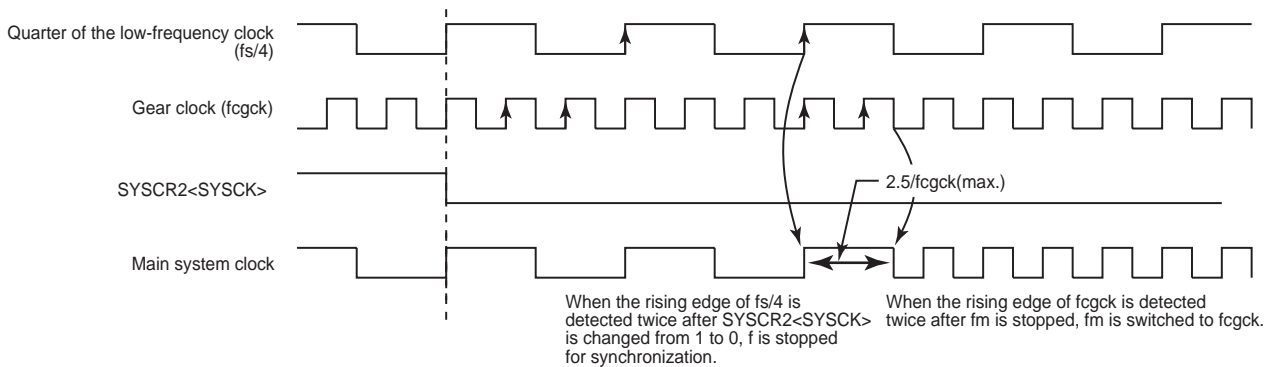 Quarter of the low-frequency clock
(fs/4)
Gear clock (fcgck)
SYSCR2<SYSCK>
2.5/fcgck(max.)
Main system clock
When the rising edge of fs/4 is
detected twice after SYSCR2<SYSCK>
is changed from 1 to 0, f is stopped
for synchronization.
When the rising edge of fcgck is detected
twice after fm is stopped, fm is switched to fcgck.